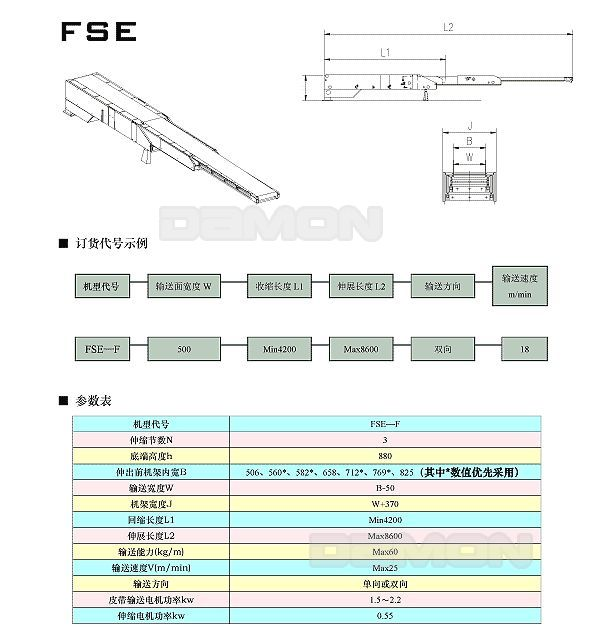 FSE
L2
L1
J
B
W
DAMON
■ 订货代号示例
机型代号 输送面宽度 W 收缩长度 L1 伸展长度 L2 输送方向 输送速度
m/min
FSE—F 500 Min4200 Max8600 双向 18
■ 参数表
机型代号 FSE—F
伸缩节数N 3
底端高度h 880
伸出前机架内宽B 506、560*、582*、658、712*、769*、825（其中*数值优先采用）
输送宽度W B-50
机架宽度J W+370
回缩长度L1 Min4200
伸展长度L2 Max8600
DAMON
输送能力(kg/m) Max60
输送速度V(m/min) Max25
输送方向 单向或双向
皮带输送电机功率kw 1.5～2.2
伸缩电机功率kw 0.55